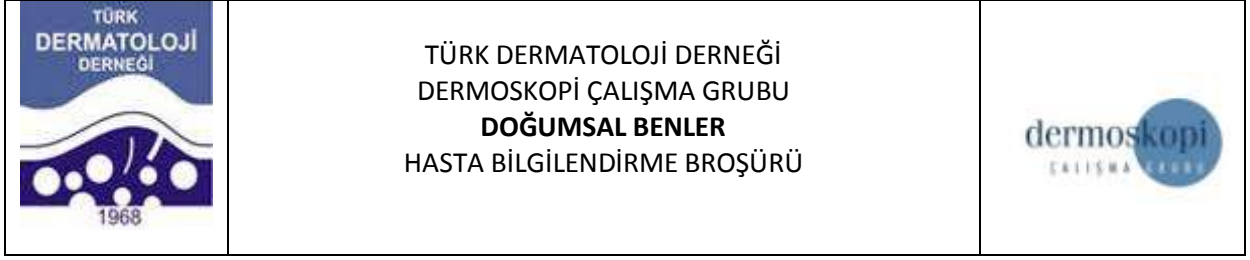 TÜRK
DERMATOLOJİ
DERNEĞİ
1968
TÜRK DERMATOLOJİ DERNEĞİ
DERMOSKOPİ ÇALIŞMA GRUBU
DOĞUMSAL BENLER
HASTA BİLGİLENDİRME BROŞÜRÜ
dermoskopi
ÇALIŞMA GRUBU